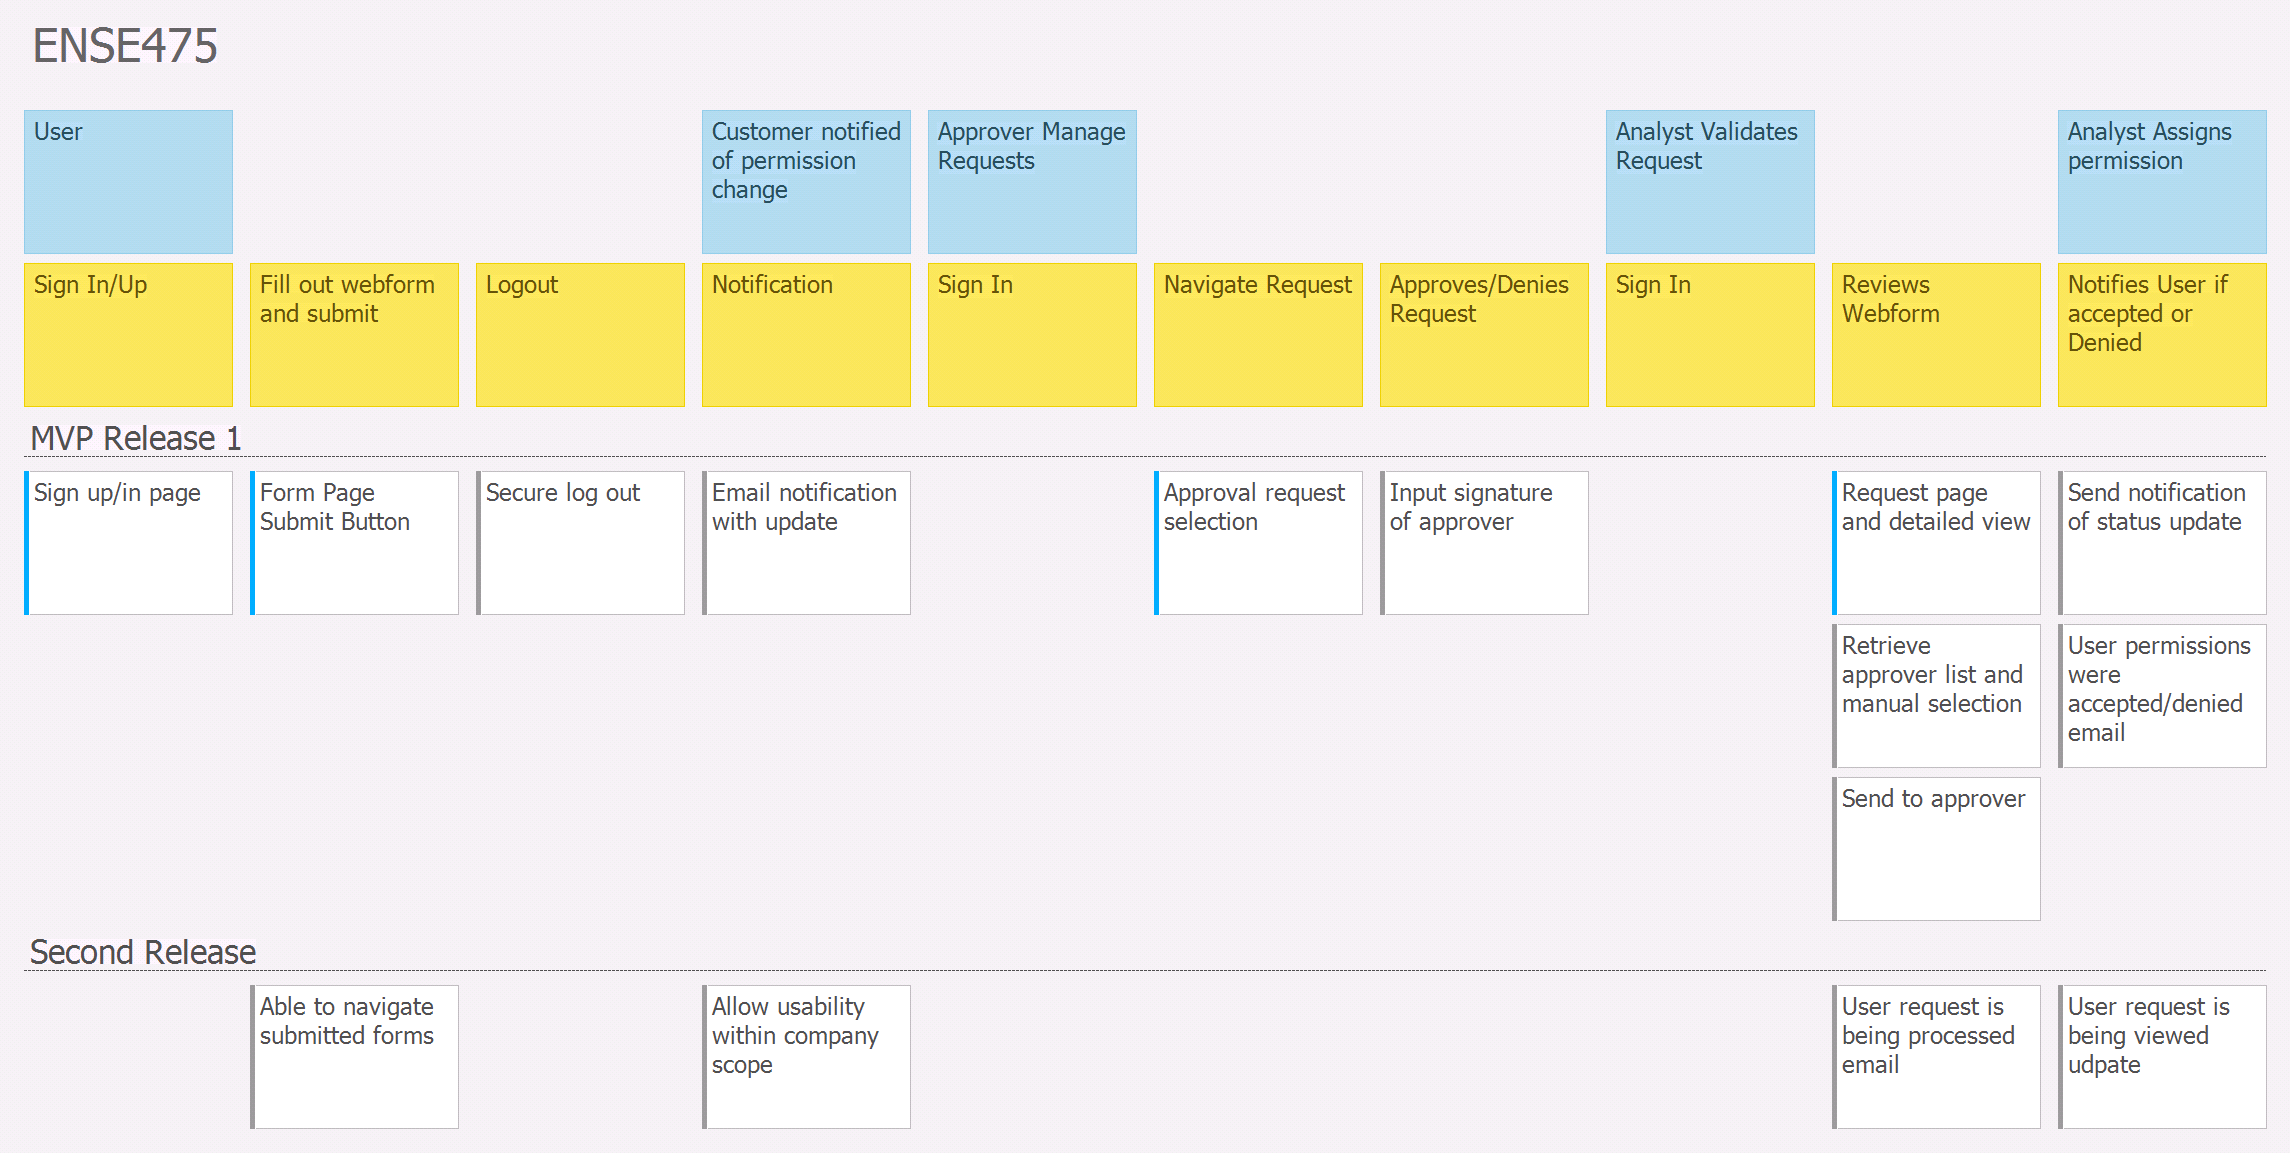 ENSE475
User
Customer notified
of permission
change
Approver Manage
Requests
Analyst Validates
Request
Analyst Assigns
permission
Sign In/Up
Fill out webform
and submit
Logout
Notification
Sign In
Navigate Request
Approves/Denies
Request
Sign In
Reviews
Webform
Notifies User if
accepted or
Denied
MVP Release 1
Sign up/in page
Form Page
Submit Button
Secure log out
Email notification
with update
Approval request
selection
Input signature
of approver
Request page
and detailed view
Send notification
of status update
Retrieve
approver list and
manual selection
User permissions
were
accepted/denied
email
Send to approver
Second Release
Able to navigate
submitted forms
Allow usability
within company
scope
User request is
being processed
email
User request is
being viewed
udpate